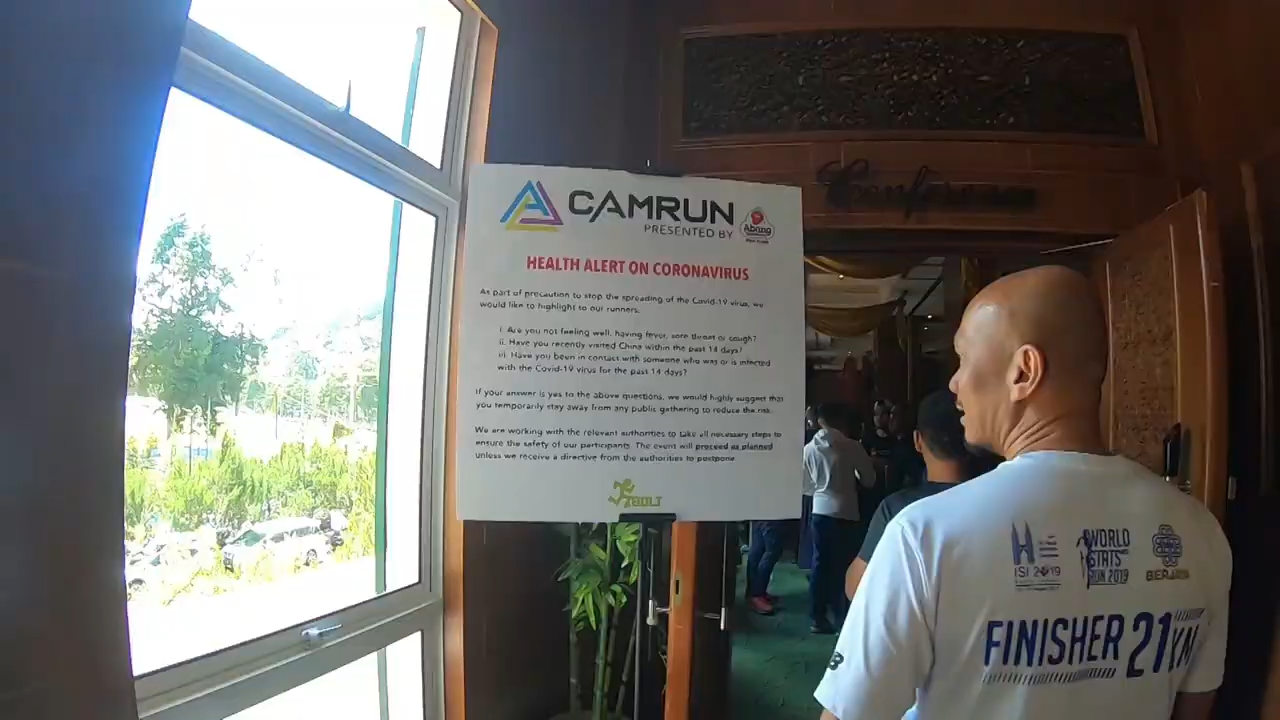 CAMRUN
PRESENTED BY
Abang
HEALTH ALERT ON CORONAVIRUS
As part of precaution to stop the spreading of the Covid-19 virus, we
would like to highlight to our runners.
i. Are you not feeling well, having fever, sore throat or cough?
ii. Have you recently visited China within the past 14 days?
iii. Have you been in contact with someone who was or is infected
with the Covid-19 virus for the past 14 days?
If your answer is yes to the above questions, we would highly suggest that
you temporarily stay away from any public gathering to reduce the risk.
We are working with the relevant authorities to take all necessary steps to
ensure the safety of our participants. The event will proceed as planned
unless we receive a directive from the authorities to postpone.
Conference
ISI 2019
WORLD
STATS
RUN 2019
BERJAYA
FINISHER 21KM